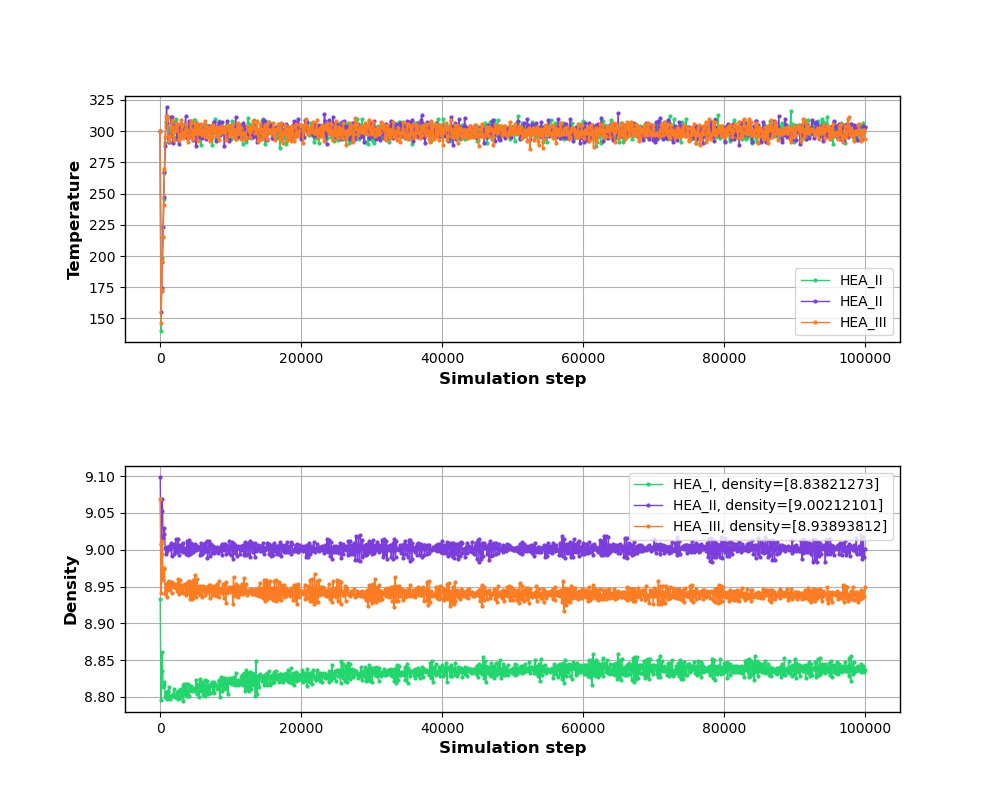 325
300
275
250
225
200
175
150
Temperature
HEA_II
HEA_II
HEA_III
0 20000 40000 60000 80000 100000
Simulation step
9.10
9.05
9.00
8.95
8.90
8.85
8.80
Density
HEA_I, density=[8.83821273]
HEA_II, density=[9.00212101]
HEA_III, density=[8.93893812]
0 20000 40000 60000 80000 100000
Simulation step